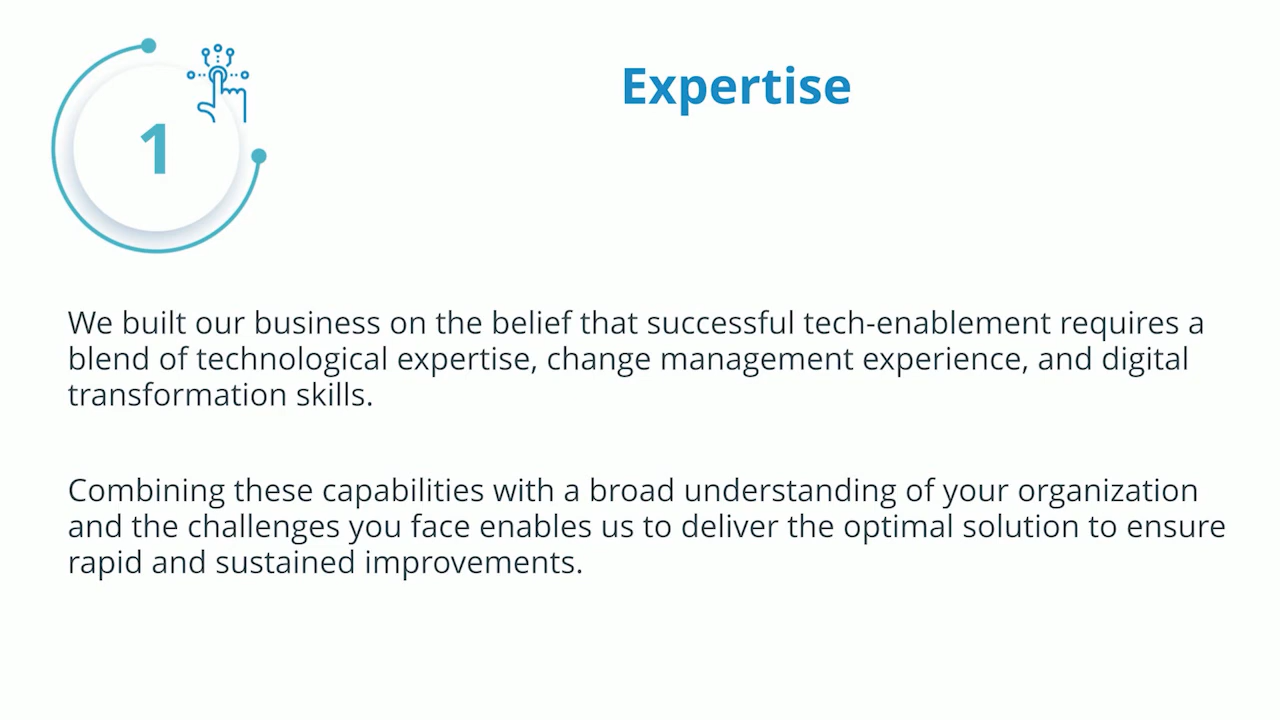 1
Expertise
We built our business on the belief that successful tech-enablement requires a
blend of technological expertise, change management experience, and digital
transformation skills.
Combining these capabilities with a broad understanding of your organization
and the challenges you face enables us to deliver the optimal solution to ensure
rapid and sustained improvements.